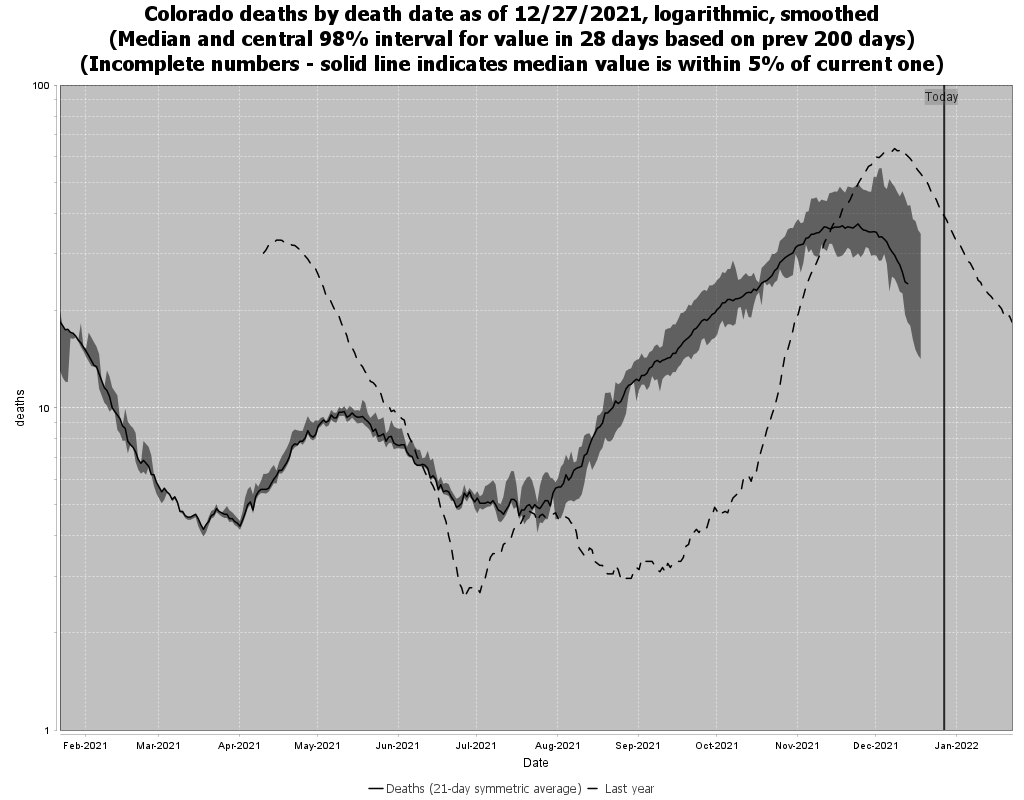 Colorado deaths by death date as of 12/27/2021, logarithmic, smoothed
(Median and central 98% interval for value in 28 days based on prev 200 days)
(Incomplete numbers - solid line indicates median value is within 5% of current one)
100
Today
deaths
10
1
Feb-2021 Mar-2021 Apr-2021 May-2021 Jun-2021 Jul-2021 Aug-2021 Sep-2021 Oct-2021 Nov-2021 Dec-2021 Jan-2022
Date
Deaths (21-day symmetric average) Last year